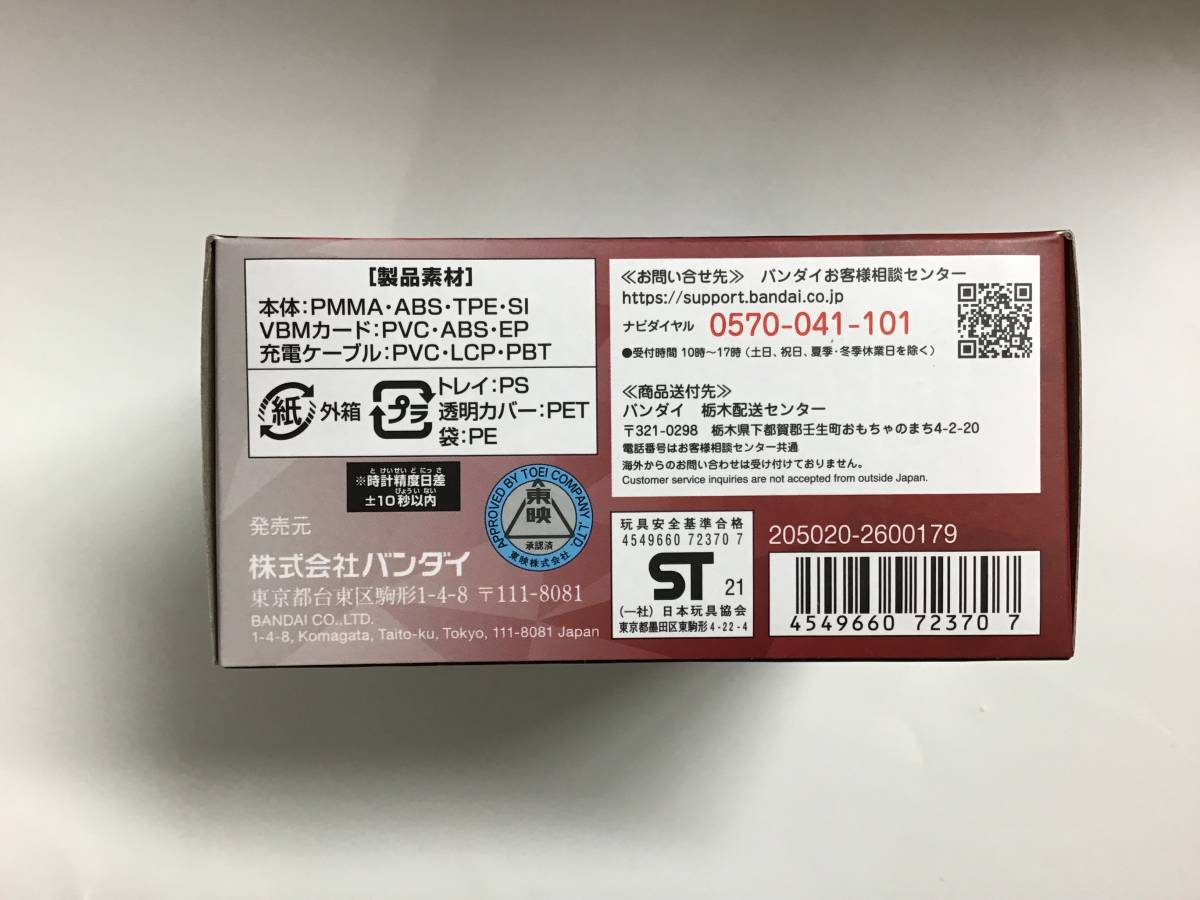 [製品素材]
本体:PMMA・ABS・TPE・SI
VBMカード:PVC・ABS・EP
充電ケーブル:PVC・LCP・PBT
紙 外箱
プラ トレイ:PS
透明カバー:PET
袋:PE
と けいせい ど にっ さ
※時計精度日差
びょう い ない
±10秒以内
APPROVED BY TOEI COMPANY ,LTD.
東映
承認済
東映株式会社
発売元
株式会社バンダイ
東京都台東区駒形1-4-8 〒111-8081
BANDAI CO.,LTD.
1-4-8, Komagata, Taito-ku, Tokyo, 111-8081 Japan
≪お問い合せ先≫ バンダイお客様相談センター
https://support.bandai.co.jp
ナビダイヤル 0570-041-101
●受付時間 10時~17時(土日、祝日、夏季・冬季休業日を除く)
≪商品送付先≫
バンダイ 栃木配送センター
〒321-0298 栃木県下都賀郡壬生町おもちゃのまち4-2-20
電話番号はお客様相談センター共通
海外からのお問い合わせは受け付けておりません。
Customer service inquiries are not accepted from outside Japan.
玩具安全基準合格
4549660 72370 7
ST 21
(一社)日本玩具協会
東京都墨田区東駒形4-22-4
205020-2600179
4549660 72370 7